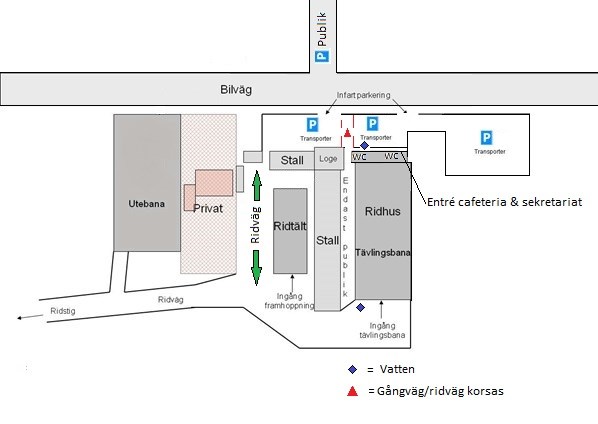 P Publik
Bilväg
Infart parkering
P
Transporter
P
Transporter
P
Transporter
Stall
Loge
WC
WC
Entré cafeteria & sekretariat
Utebana
Privat
Ridväg
Ridtält
Stall
Endast publik
Ridhus
Tävlingsbana
Ingång
framhoppning
Ridväg
Ridstig
Ingång
tävlingsbana
= Vatten
= Gångväg/ridväg korsas